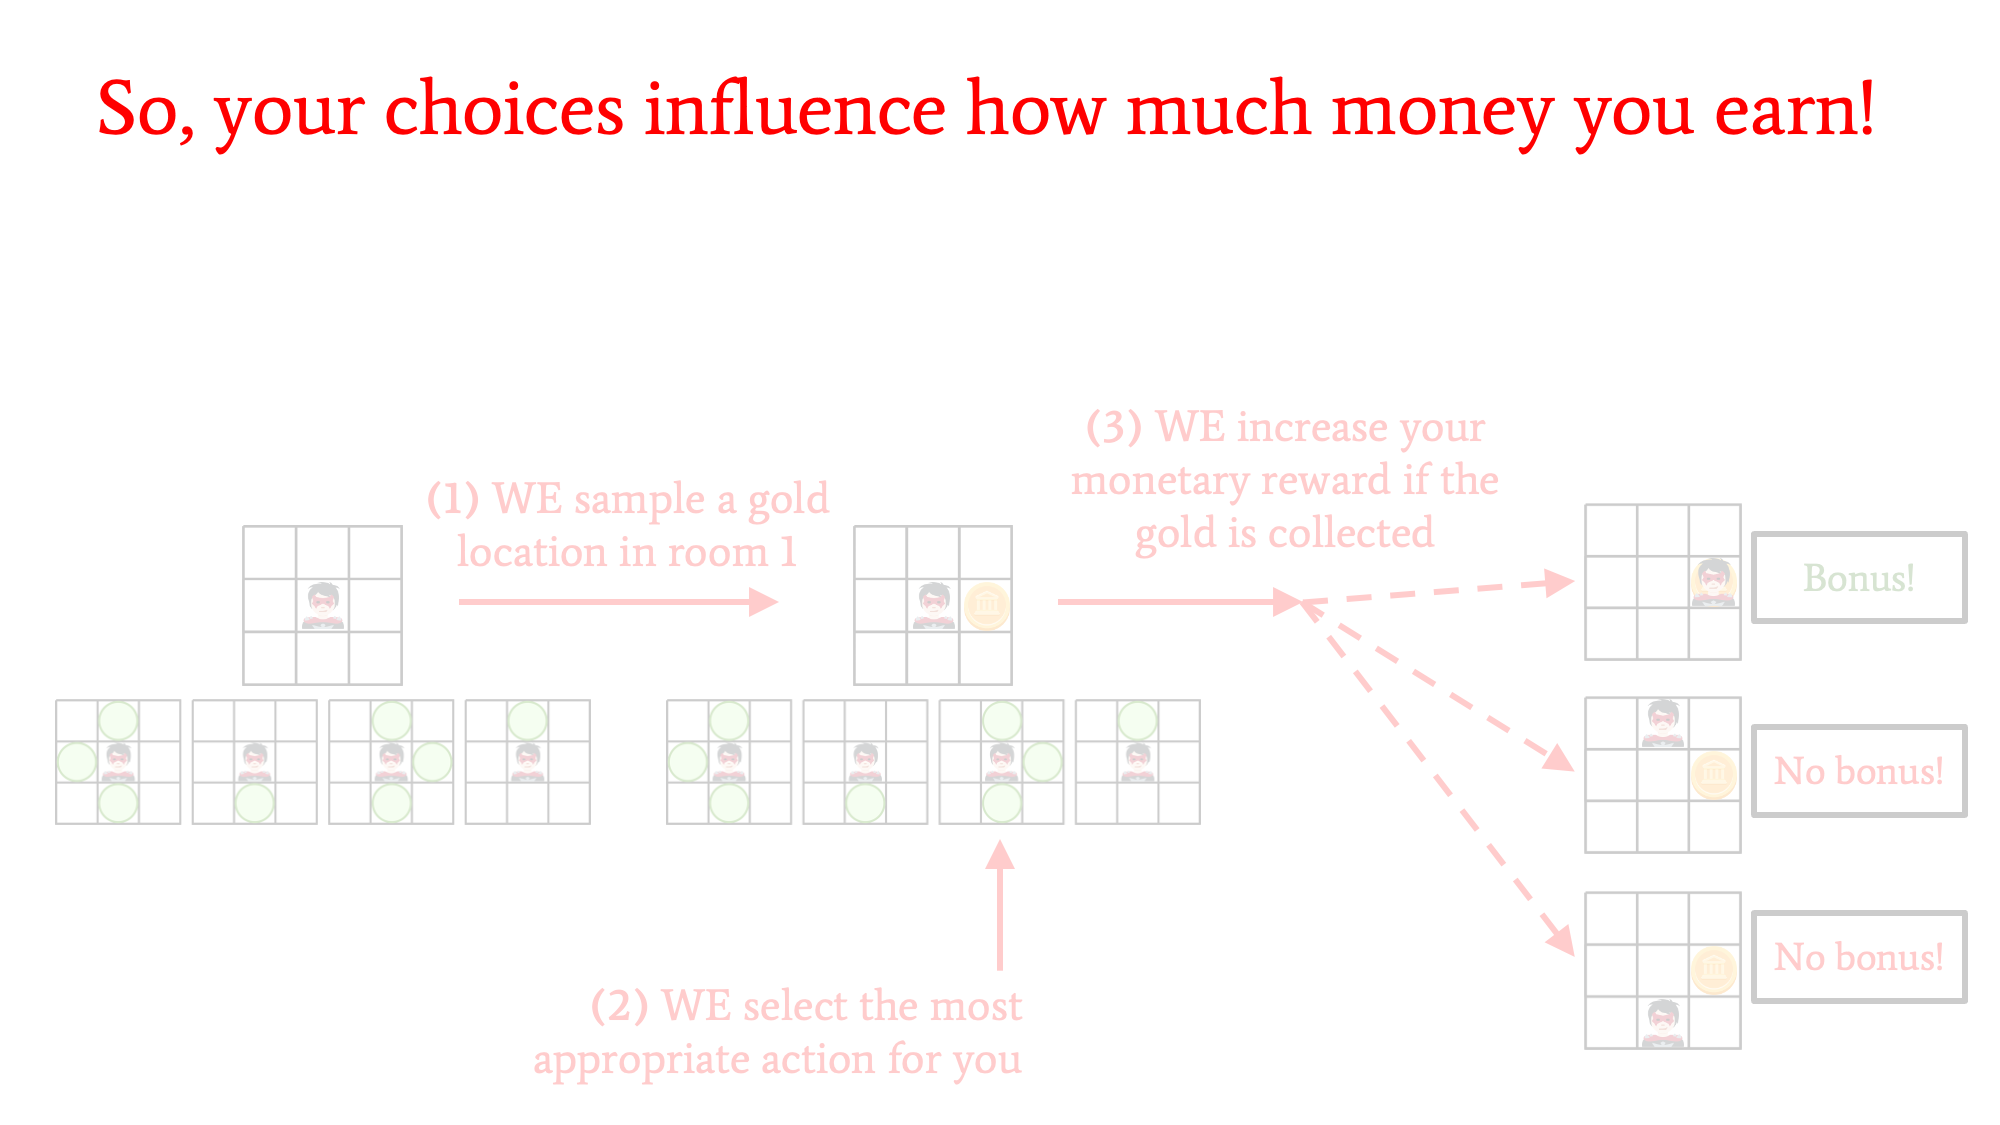 So, your choices influence how much money you earn!
(1) WE sample a gold
location in room 1
(3) WE increase your
monetary reward if the
gold is collected
Bonus!
No bonus!
No bonus!
(2) WE select the most
appropriate action for you